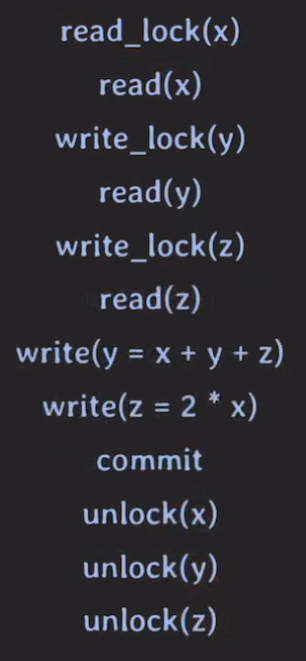 read_lock(x)
read(x)
write_lock(y)
read(y)
write_lock(z)
read(z)
write(y = x + y + z)
write(z = 2 * x)
commit
unlock(x)
unlock(y)
unlock(z)